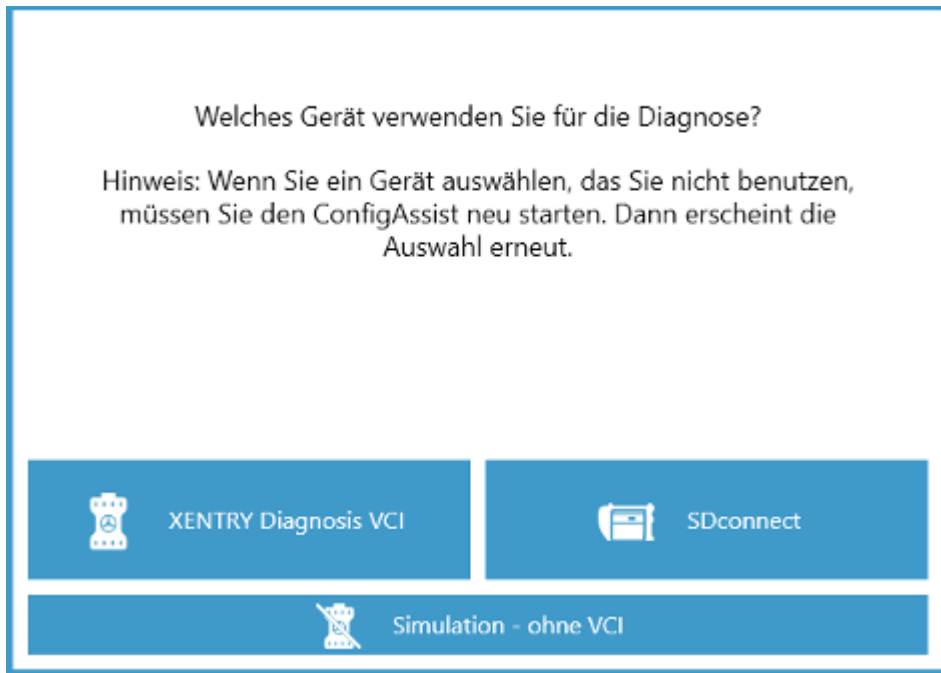 Welches Gerät verwenden Sie für die Diagnose?
Hinweis: Wenn Sie ein Gerät auswählen, das Sie nicht benutzen,
müssen Sie den ConfigAssist neu starten. Dann erscheint die
Auswahl erneut.
XENTRY Diagnosis VCI
SDconnect
Simulation - ohne VCI